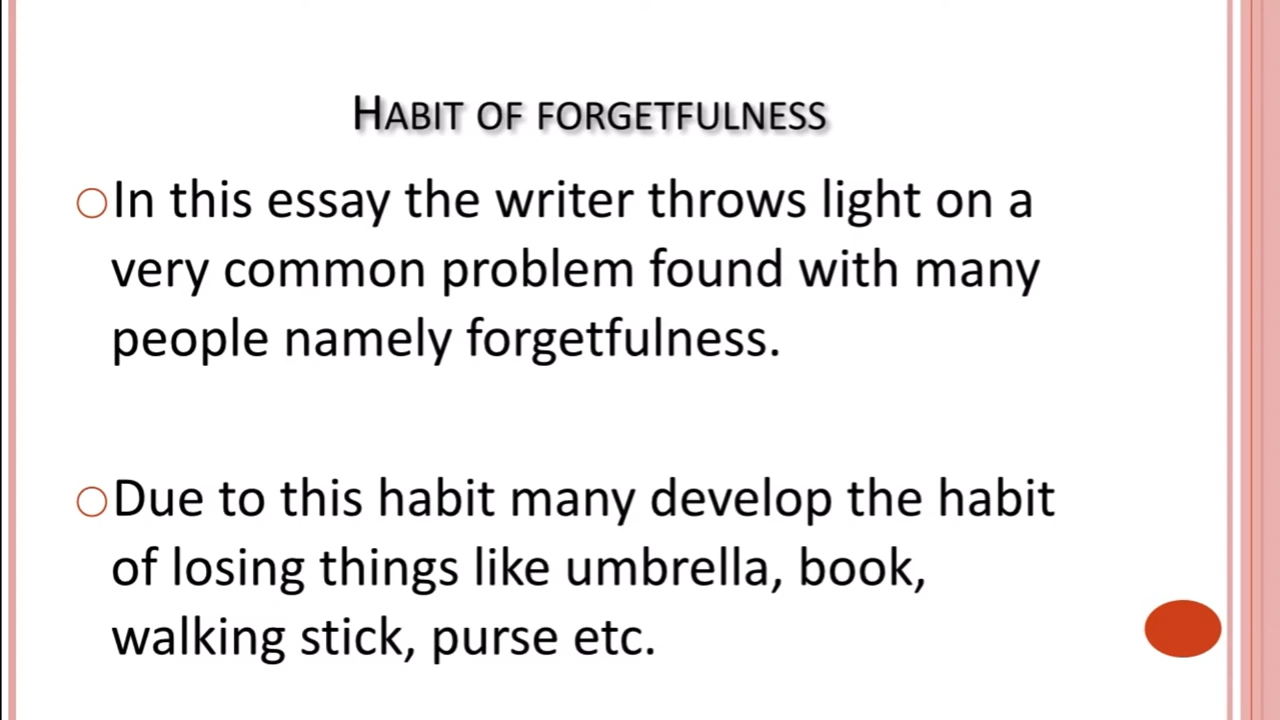 Habit of forgetfulness
In this essay the writer throws light on a
very common problem found with many
people namely forgetfulness.
Due to this habit many develop the habit
of losing things like umbrella, book,
walking stick, purse etc.